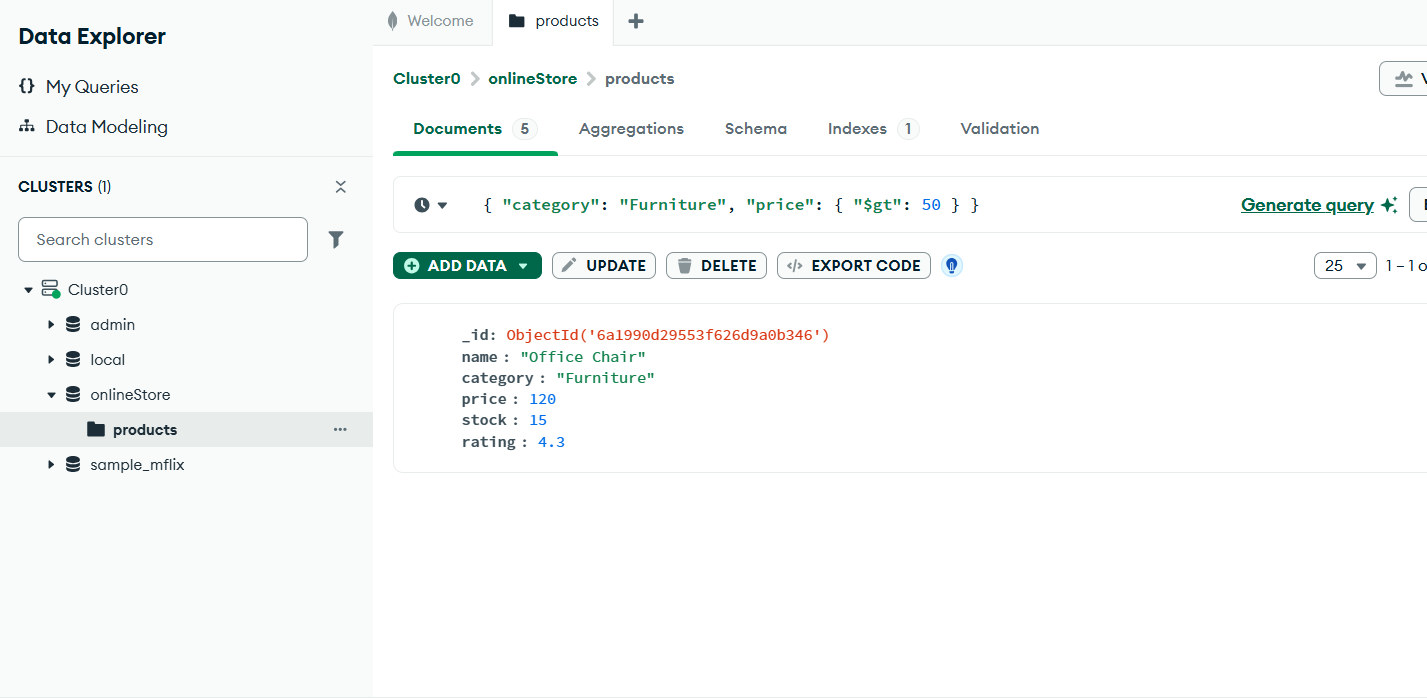 Data Explorer
My Queries
Data Modeling
CLUSTERS (1)
Search clusters
Cluster0
admin
local
onlineStore
products
sample_mflix
Welcome
products
Cluster0 > onlineStore > products
Documents 5 Aggregations Schema Indexes 1 Validation
{ "category": "Furniture", "price": { "$gt": 50 } }
Generate query
ADD DATA UPDATE DELETE EXPORT CODE
25 1 – 1 o
_id: ObjectId('6a1990d29553f626d9a0b346')
name : "Office Chair"
category : "Furniture"
price : 120
stock : 15
rating : 4.3